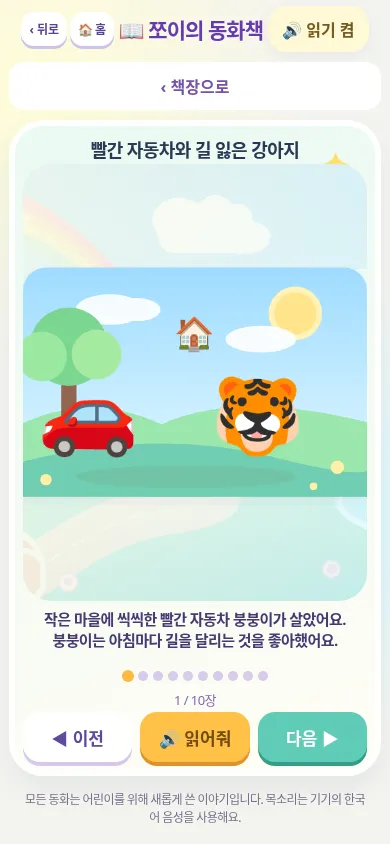 ‹ 뒤로 🏠 홈 📖 쪼이의 동화책 🔊 읽기 켬
‹ 책장으로
빨간 자동차와 길 잃은 강아지
작은 마을에 씩씩한 빨간 자동차 붕붕이가 살았어요.
붕붕이는 아침마다 길을 달리는 것을 좋아했어요.
1 / 10장
◀ 이전 🔊 읽어줘 다음 ▶
모든 동화는 어린이를 위해 새롭게 쓴 이야기입니다. 목소리는 기기의 한국
어 음성을 사용해요.